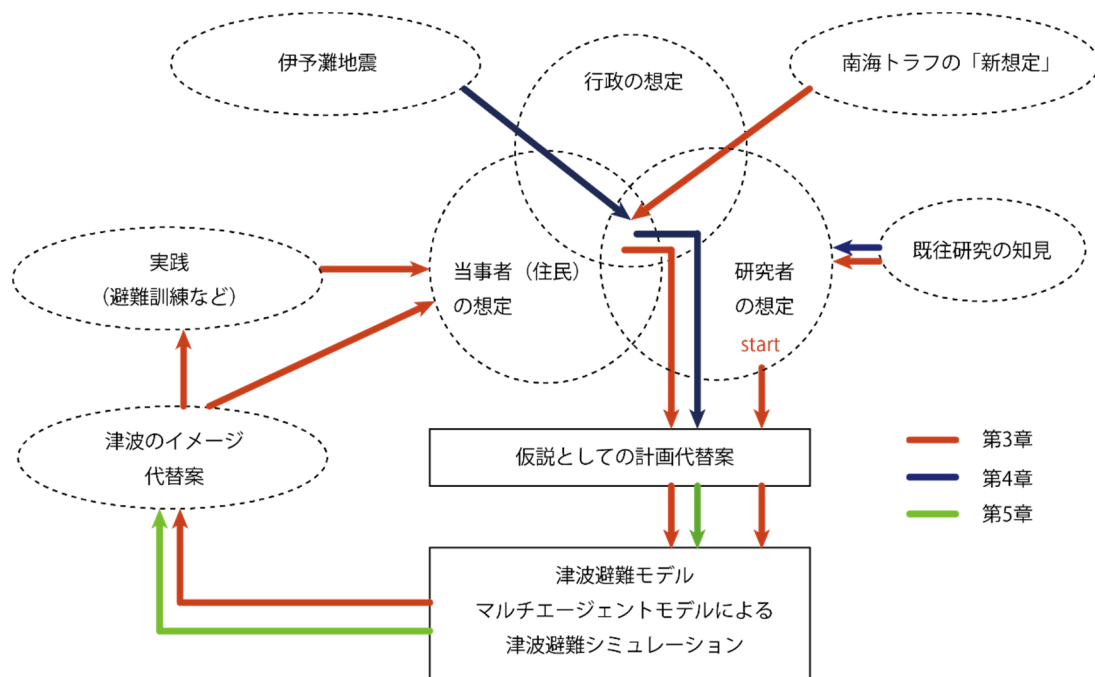 伊予灘地震
行政の想定
南海トラフの「新想定」
実践
（避難訓練など）
当事者（住民）
の想定
研究者
の想定
既往研究の知見
start
津波のイメージ
代替案
仮説としての計画代替案
第3章
第4章
第5章
津波避難モデル
マルチエージェントモデルによる
津波避難シミュレーション